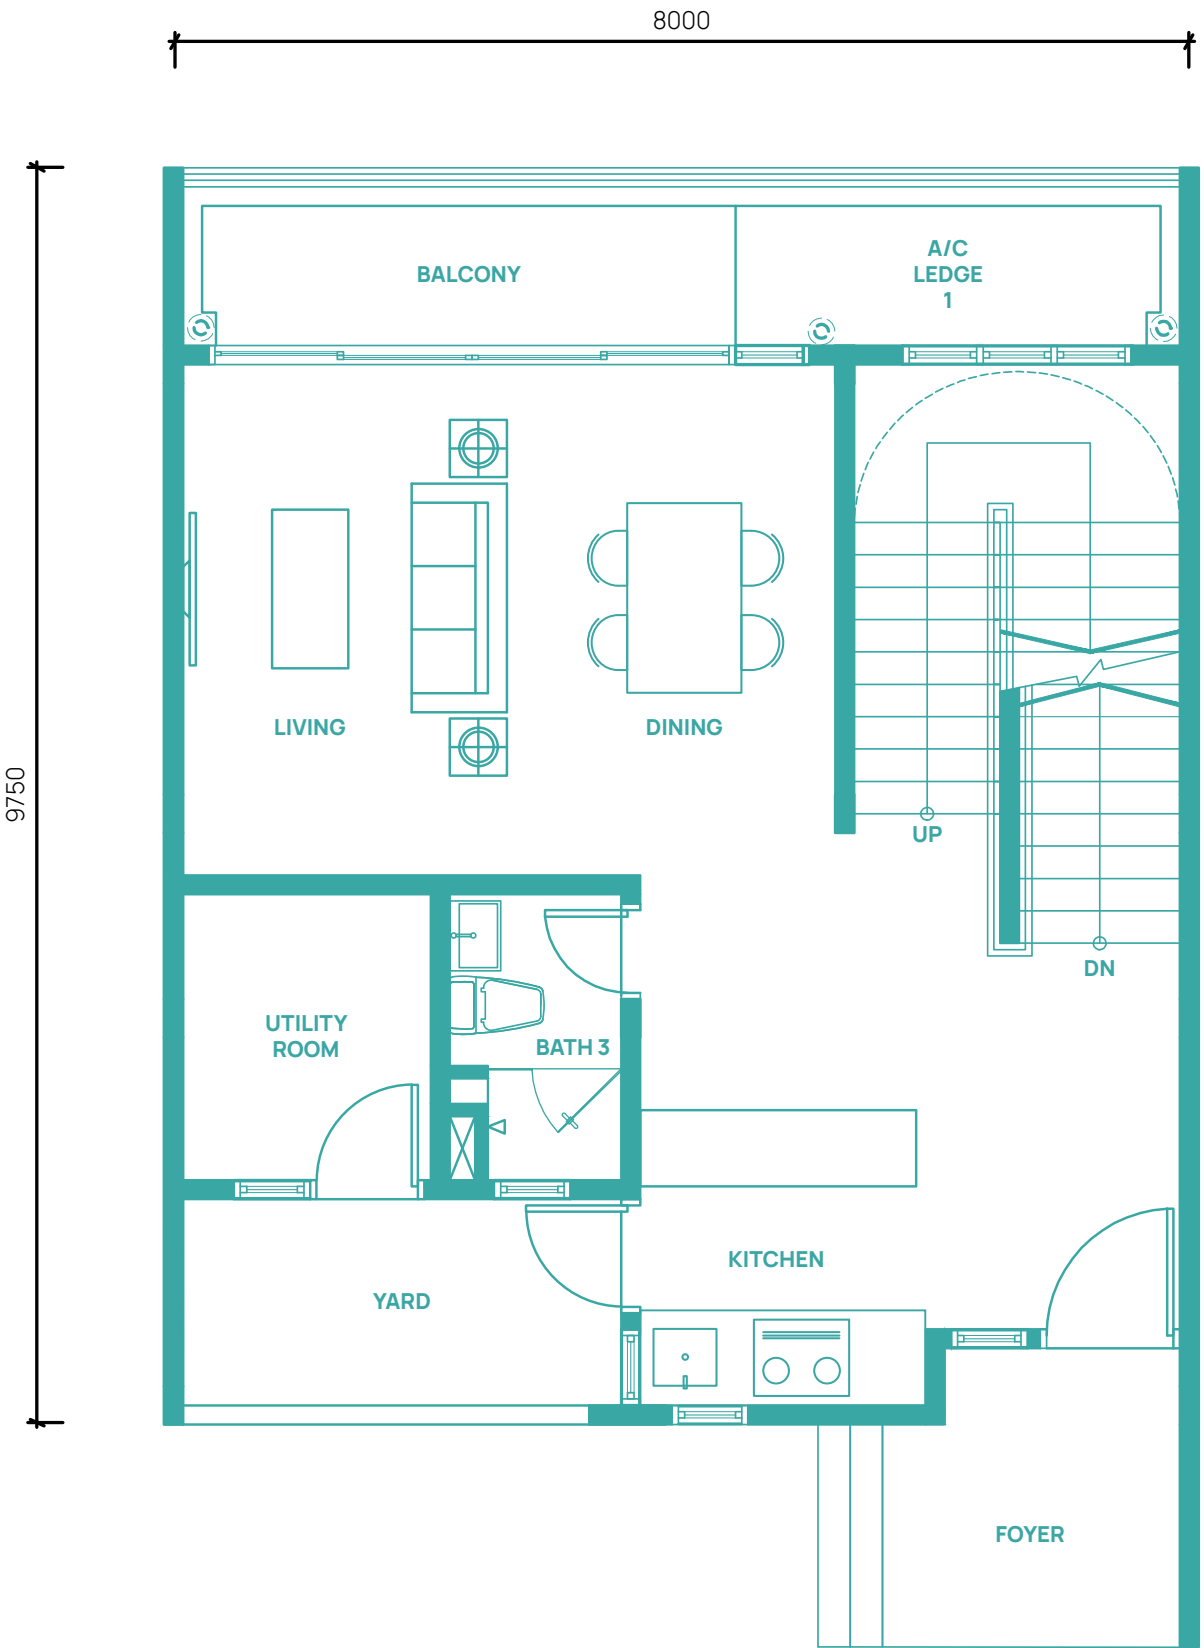 8000
9750
BALCONY
A/C
LEDGE
1
LIVING
DINING
UP
DN
UTILITY
ROOM
BATH 3
KITCHEN
YARD
FOYER